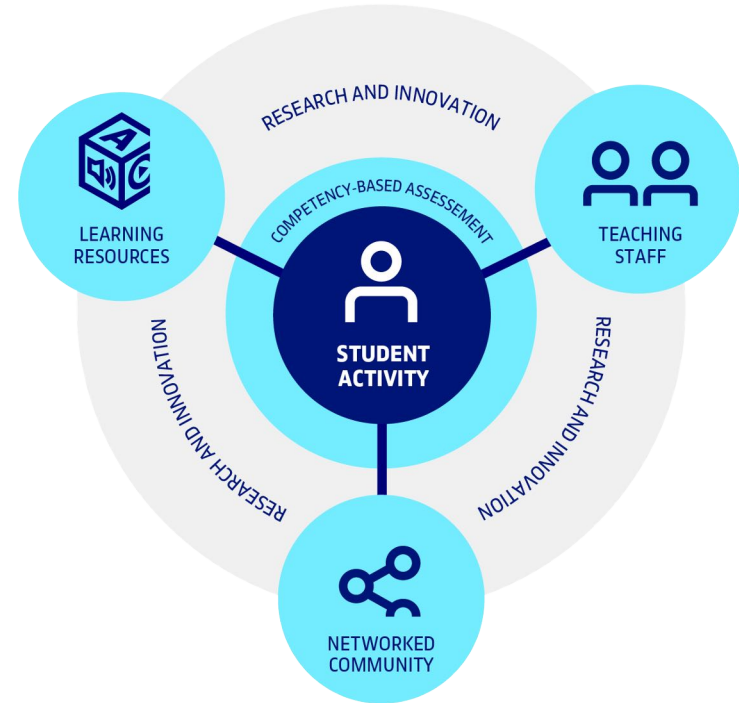 RESEARCH AND INNOVATION
A
C
LEARNING
RESOURCES
COMPETENCY-BASED ASSESSEMENT
TEACHING
STAFF
STUDENT
ACTIVITY
RESEARCH AND INNOVATION
RESEARCH AND INNOVATION
NETWORKED
COMMUNITY